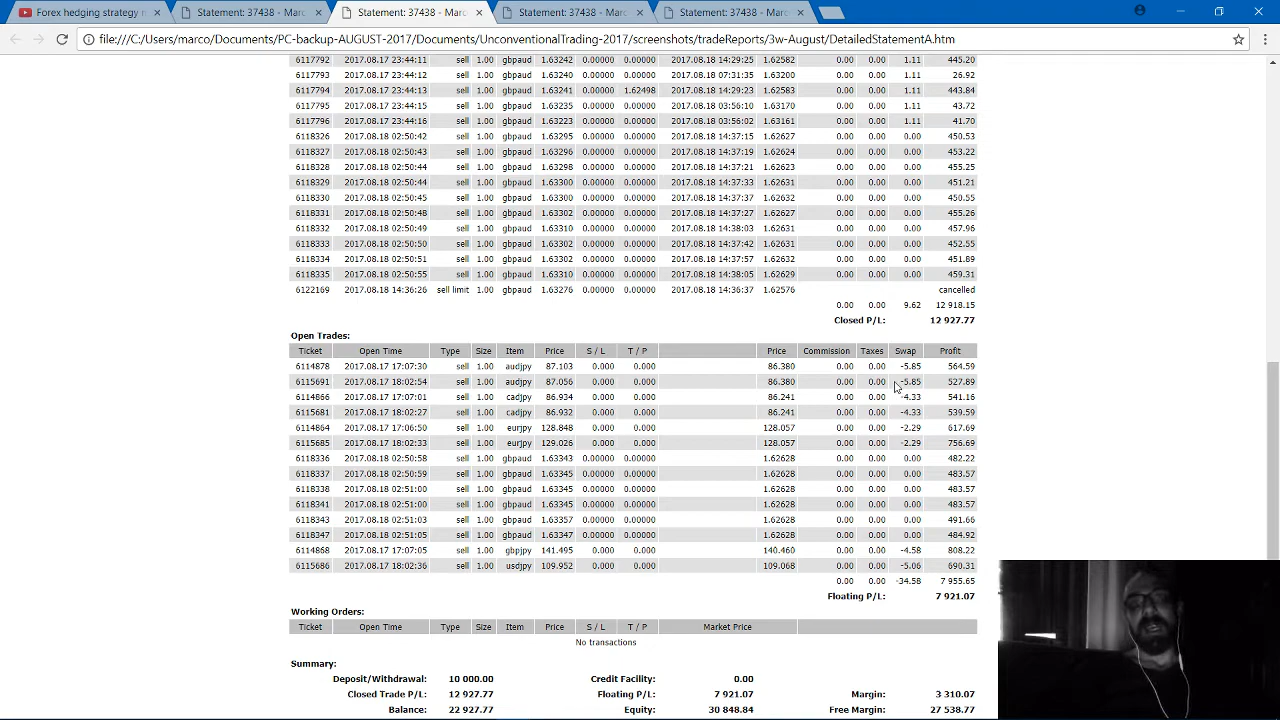 Forex hedging strategy n
Statement: 37438 - Marc
Statement: 37438 - Marc
Statement: 37438 - Marc
Statement: 37438 - Marc
file:///C:/Users/marco/Documents/PC-backup-AUGUST-2017/Documents/UnconventionalTrading-2017/screenshots/tradeReports/3w-August/DetailedStatementA.htm
6117792 2017.08.17 23:44:11 sell 1.00 gbpaud 1.63242 0.00000 0.00000 2017.08.18 14:29:25 1.62582 0.00 0.00 1.11 445.20
6117793 2017.08.17 23:44:12 sell 1.00 gbpaud 1.63240 0.00000 0.00000 2017.08.18 07:31:35 1.63200 0.00 0.00 1.11 26.92
6117794 2017.08.17 23:44:13 sell 1.00 gbpaud 1.63241 0.00000 1.62498 2017.08.18 14:29:23 1.62583 0.00 0.00 1.11 443.84
6117795 2017.08.17 23:44:15 sell 1.00 gbpaud 1.63235 0.00000 0.00000 2017.08.18 03:56:10 1.63170 0.00 0.00 1.11 43.72
6117796 2017.08.17 23:44:16 sell 1.00 gbpaud 1.63223 0.00000 0.00000 2017.08.18 03:56:02 1.63161 0.00 0.00 1.11 41.70
6118326 2017.08.18 02:50:42 sell 1.00 gbpaud 1.63295 0.00000 0.00000 2017.08.18 14:37:15 1.62627 0.00 0.00 0.00 450.53
6118327 2017.08.18 02:50:43 sell 1.00 gbpaud 1.63296 0.00000 0.00000 2017.08.18 14:37:19 1.62624 0.00 0.00 0.00 453.22
6118328 2017.08.18 02:50:44 sell 1.00 gbpaud 1.63298 0.00000 0.00000 2017.08.18 14:37:21 1.62623 0.00 0.00 0.00 455.25
6118329 2017.08.18 02:50:44 sell 1.00 gbpaud 1.63300 0.00000 0.00000 2017.08.18 14:37:33 1.62631 0.00 0.00 0.00 451.21
6118330 2017.08.18 02:50:45 sell 1.00 gbpaud 1.63300 0.00000 0.00000 2017.08.18 14:37:37 1.62632 0.00 0.00 0.00 450.55
6118331 2017.08.18 02:50:48 sell 1.00 gbpaud 1.63302 0.00000 0.00000 2017.08.18 14:37:27 1.62627 0.00 0.00 0.00 455.26
6118332 2017.08.18 02:50:49 sell 1.00 gbpaud 1.63310 0.00000 0.00000 2017.08.18 14:38:03 1.62631 0.00 0.00 0.00 457.96
6118333 2017.08.18 02:50:50 sell 1.00 gbpaud 1.63302 0.00000 0.00000 2017.08.18 14:37:42 1.62631 0.00 0.00 0.00 452.55
6118334 2017.08.18 02:50:51 sell 1.00 gbpaud 1.63302 0.00000 0.00000 2017.08.18 14:37:57 1.62632 0.00 0.00 0.00 451.89
6118335 2017.08.18 02:50:55 sell 1.00 gbpaud 1.63310 0.00000 0.00000 2017.08.18 14:38:05 1.62629 0.00 0.00 0.00 459.31
6122169 2017.08.18 14:36:26 sell limit 1.00 gbpaud 1.63276 0.00000 0.00000 2017.08.18 14:36:37 1.62576 cancelled
0.00 0.00 9.62 12 918.15
Closed P/L: 12 927.77
Open Trades:
Ticket Open Time Type Size Item Price S / L T / P Price Commission Taxes Swap Profit
6114878 2017.08.17 17:07:30 sell 1.00 audjpy 87.103 0.000 0.000 86.380 0.00 0.00 -5.85 564.59
6115691 2017.08.17 18:02:54 sell 1.00 audjpy 87.056 0.000 0.000 86.380 0.00 0.00 -5.85 527.89
6114866 2017.08.17 17:07:01 sell 1.00 cadjpy 86.934 0.000 0.000 86.241 0.00 0.00 -4.33 541.16
6115681 2017.08.17 18:02:27 sell 1.00 cadjpy 86.932 0.000 0.000 86.241 0.00 0.00 -4.33 539.59
6114864 2017.08.17 17:06:50 sell 1.00 eurjpy 128.848 0.000 0.000 128.057 0.00 0.00 -2.29 617.69
6115685 2017.08.17 18:02:33 sell 1.00 eurjpy 129.026 0.000 0.000 128.057 0.00 0.00 -2.29 756.69
6118336 2017.08.18 02:50:58 sell 1.00 gbpaud 1.63343 0.00000 0.00000 1.62628 0.00 0.00 0.00 482.22
6118337 2017.08.18 02:50:59 sell 1.00 gbpaud 1.63345 0.00000 0.00000 1.62628 0.00 0.00 0.00 483.57
6118338 2017.08.18 02:51:00 sell 1.00 gbpaud 1.63345 0.00000 0.00000 1.62628 0.00 0.00 0.00 483.57
6118341 2017.08.18 02:51:00 sell 1.00 gbpaud 1.63345 0.00000 0.00000 1.62628 0.00 0.00 0.00 483.57
6118343 2017.08.18 02:51:03 sell 1.00 gbpaud 1.63357 0.00000 0.00000 1.62628 0.00 0.00 0.00 491.66
6118347 2017.08.18 02:51:05 sell 1.00 gbpaud 1.63347 0.00000 0.00000 1.62628 0.00 0.00 0.00 484.92
6114868 2017.08.17 17:07:05 sell 1.00 gbpjpy 141.495 0.000 0.000 140.460 0.00 0.00 -4.58 808.22
6115686 2017.08.17 18:02:36 sell 1.00 usdjpy 109.952 0.000 0.000 109.068 0.00 0.00 -5.06 690.31
0.00 0.00 -34.58 7 955.65
Floating P/L: 7 921.07
Working Orders:
Ticket Open Time Type Size Item Price S / L T / P Market Price
No transactions
Summary:
Deposit/Withdrawal: 10 000.00 Credit Facility: 0.00
Closed Trade P/L: 12 927.77 Floating P/L: 7 921.07 Margin: 3 310.07
Balance: 22 927.77 Equity: 30 848.84 Free Margin: 27 538.77